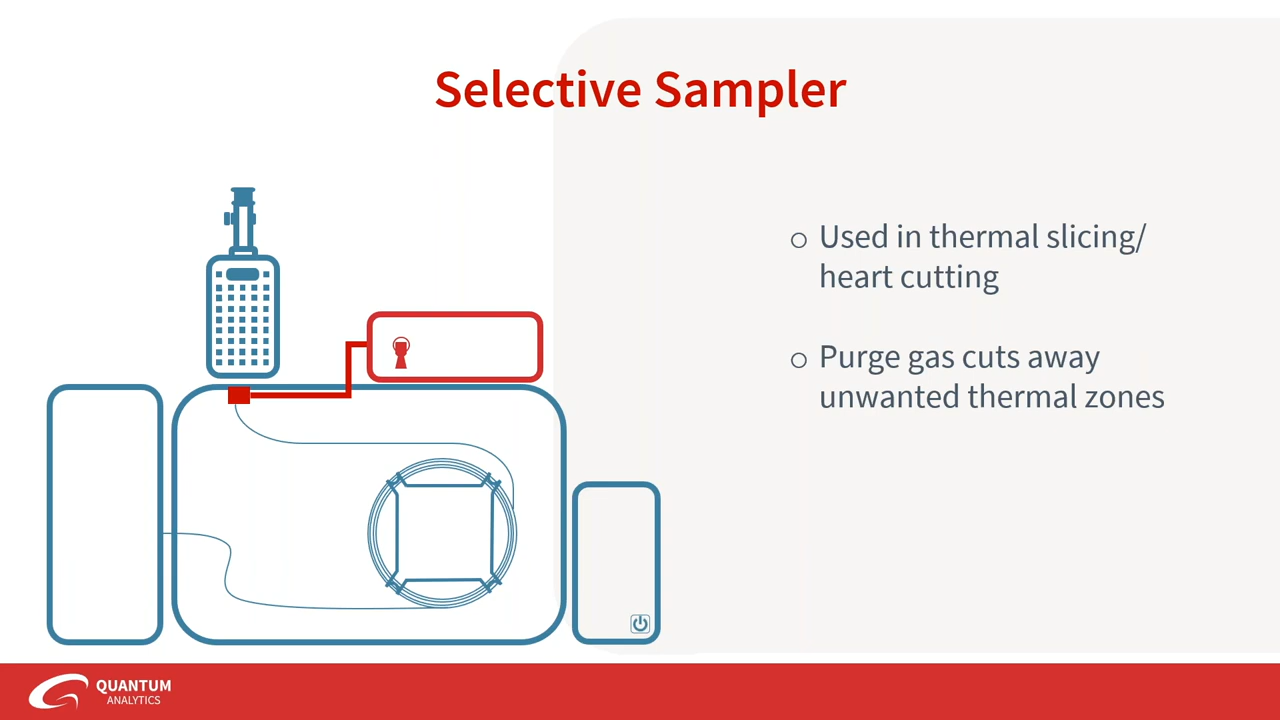 Selective Sampler
Used in thermal slicing/
heart cutting
Purge gas cuts away
unwanted thermal zones
QUANTUM
ANALYTICS